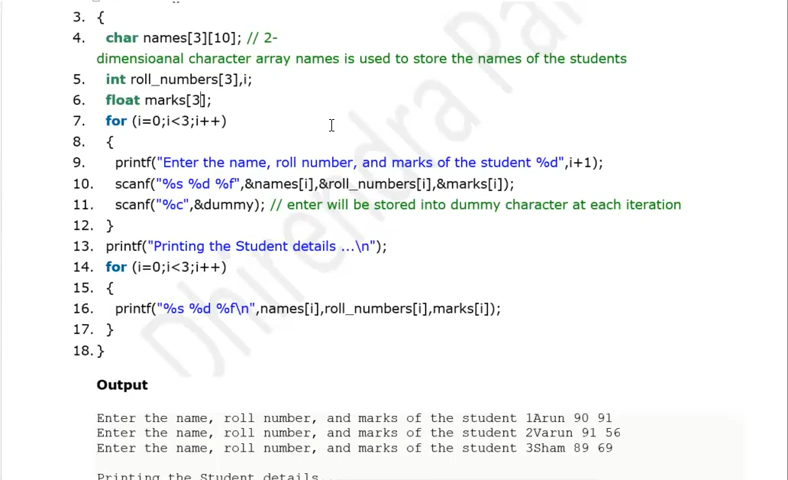 3. {
4. char names[3][10]; // 2-
dimensioanal character array names is used to store the names of the students
5. int roll_numbers[3],i;
6. float marks[3];
7. for (i=0;i<3;i++)
8. {
9. printf("Enter the name, roll number, and marks of the student %d",i+1);
10. scanf("%s %d %f",&names[i],&roll_numbers[i],&marks[i]);
11. scanf("%c",&dummy); // enter will be stored into dummy character at each iteration
12. }
13. printf("Printing the Student details ...\n");
14. for (i=0;i<3;i++)
15. {
16. printf("%s %d %f\n",names[i],roll_numbers[i],marks[i]);
17. }
18. }
Output
Enter the name, roll number, and marks of the student 1Arun 90 91
Enter the name, roll number, and marks of the student 2Varun 91 56
Enter the name, roll number, and marks of the student 3Sham 89 69
Printing the Student details
Dhirendra Pa